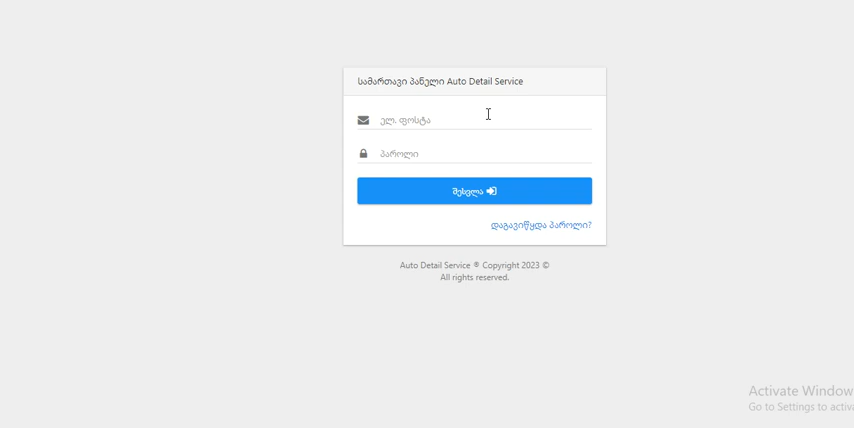 სამართავი პანელი Auto Detail Service
ელ. ფოსტა
პაროლი
შესვლა
დაგავიწყდა პაროლი?
Auto Detail Service ® Copyright 2023 ©
All rights reserved.
Activate Window
Go to Settings to activa